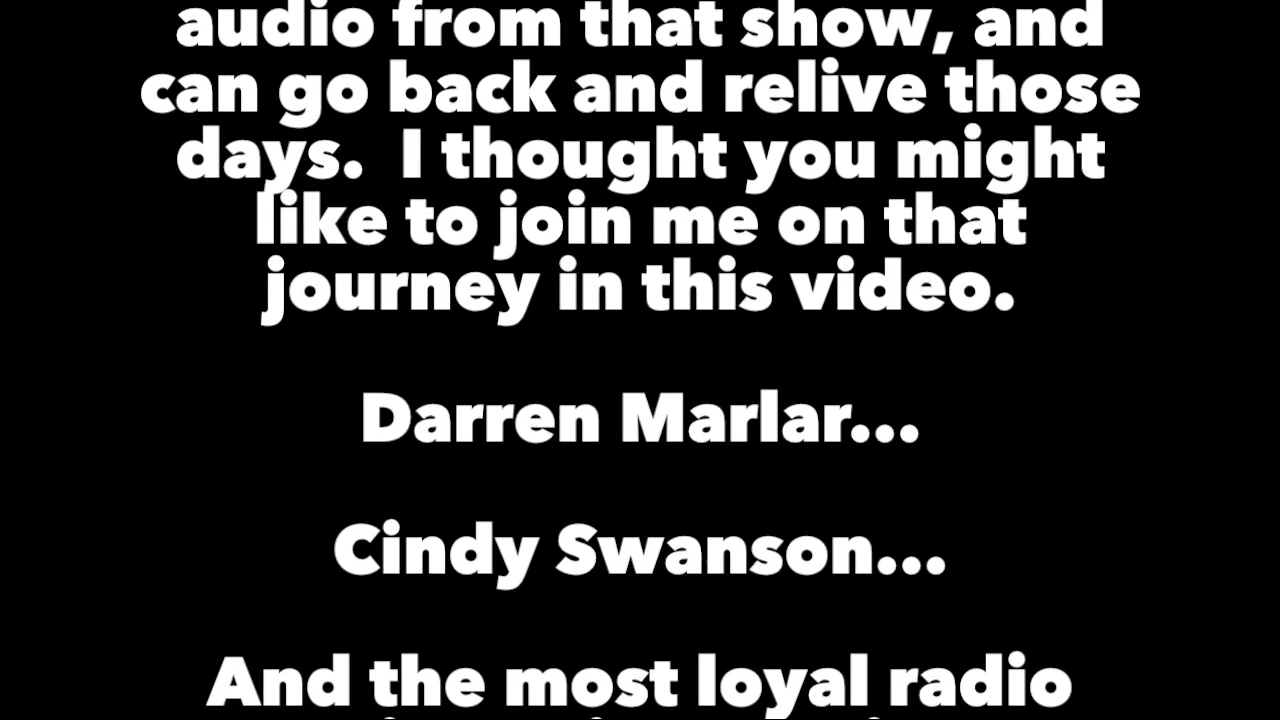 audio from that show, and
can go back and relive those
days.  I thought you might
like to join me on that
journey in this video.
Darren Marlar...
Cindy Swanson...
And the most loyal radio